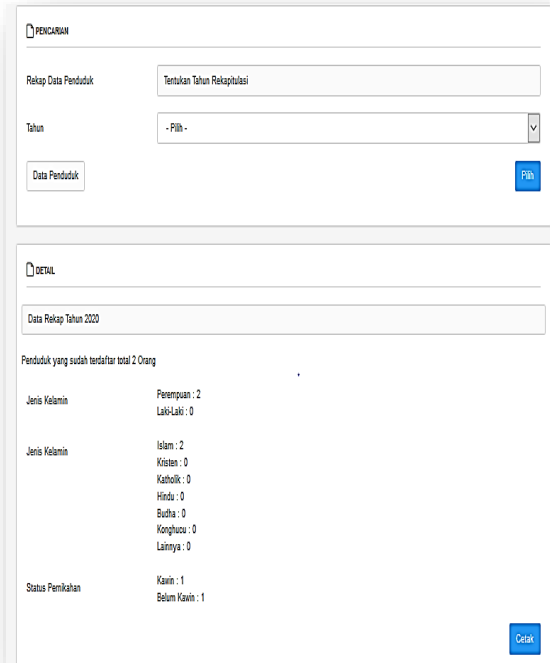 PENCARIAN
Rekap Data Penduduk
Tentukan Tahun Rekapitulasi
Tahun
- Pilih -
Data Penduduk
Pilih
DETAIL
Data Rekap Tahun 2020
Penduduk yang sudah terdaftar total 2 Orang
Jenis Kelamin
Perempuan : 2
Laki-Laki : 0
Jenis Kelamin
Islam : 2
Kristen : 0
Katholik : 0
Hindu : 0
Budha : 0
Konghucu : 0
Lainnya : 0
Status Pernikahan
Kawin : 1
Belum Kawin : 1
Cetak